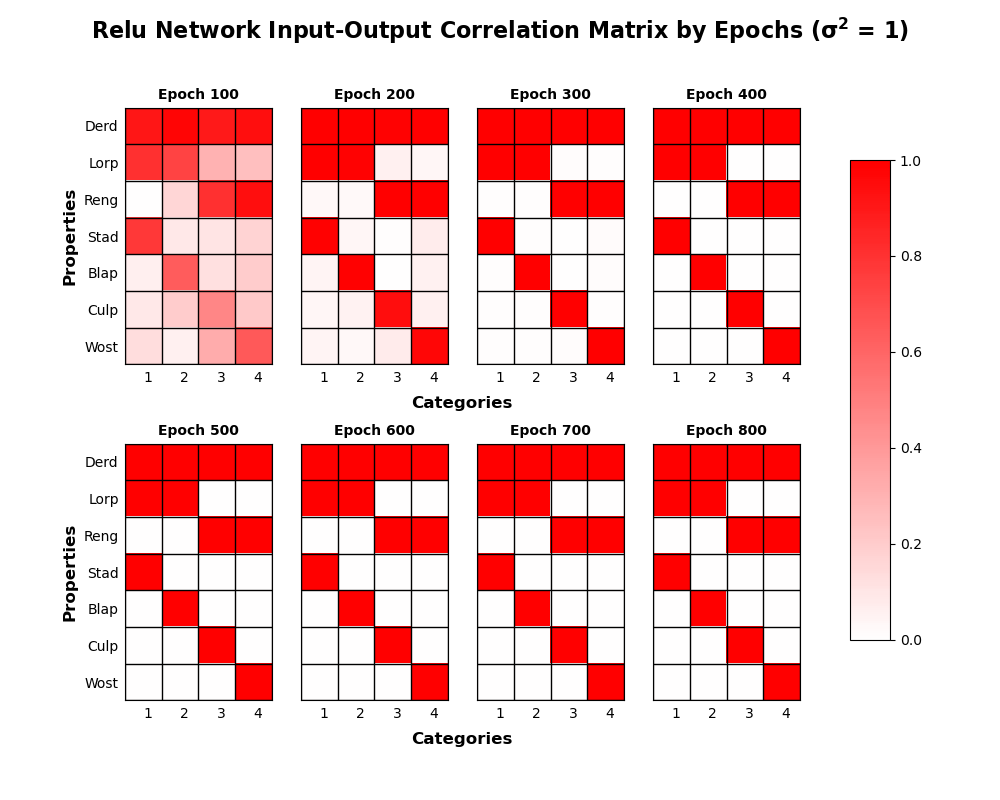 Relu Network Input-Output Correlation Matrix by Epochs (σ² = 1)
Epoch 100 Epoch 200 Epoch 300 Epoch 400
Properties
Derd
Lorp
Reng
Stad
Blap
Culp
Wost
1 2 3 4 1 2 3 4 1 2 3 4 1 2 3 4
Categories
Epoch 500 Epoch 600 Epoch 700 Epoch 800
Properties
Derd
Lorp
Reng
Stad
Blap
Culp
Wost
1 2 3 4 1 2 3 4 1 2 3 4 1 2 3 4
Categories
1.0
0.8
0.6
0.4
0.2
0.0